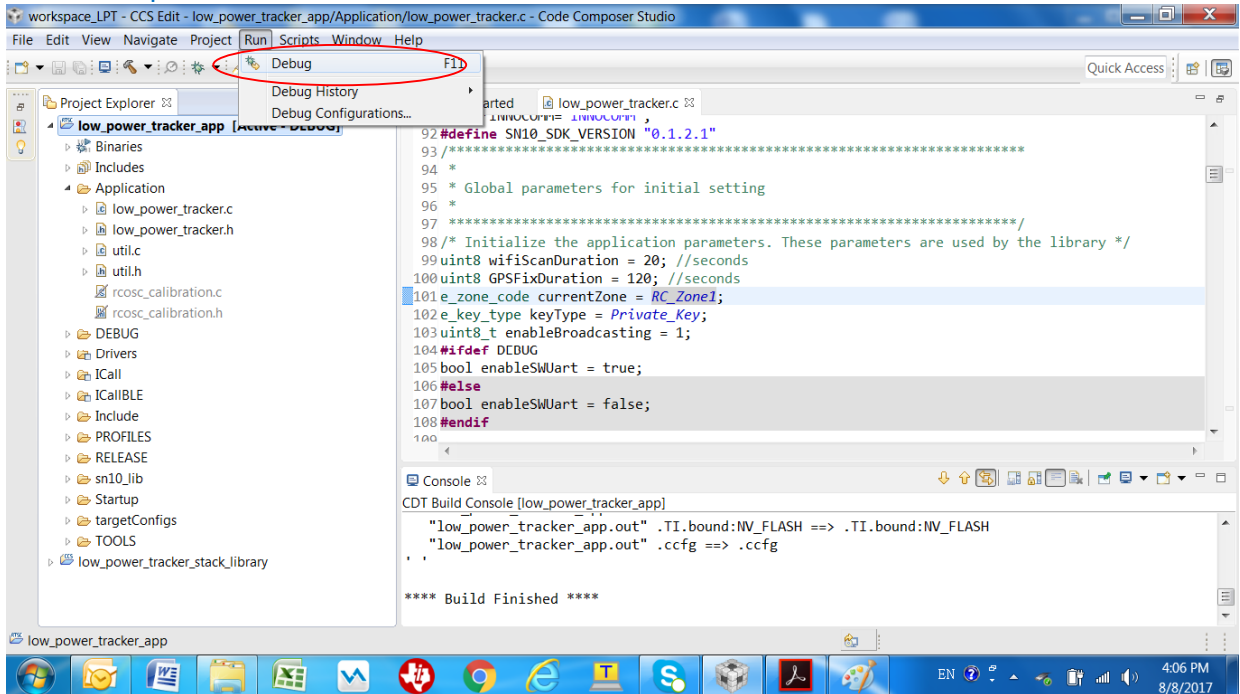 workspace_LPT - CCS Edit - low_power_tracker_app/Application/low_power_tracker.c - Code Composer Studio
File Edit View Navigate Project Run Scripts Window Help
Debug F11
Debug History
Debug Configurations...
Quick Access
Project Explorer
low_power_tracker_app [Active - DEBUG]
Binaries
Includes
Application
low_power_tracker.c
low_power_tracker.h
util.c
util.h
rcosc_calibration.c
rcosc_calibration.h
DEBUG
Drivers
ICall
ICallBLE
Include
PROFILES
RELEASE
sn10_lib
Startup
targetConfigs
TOOLS
low_power_tracker_stack_library
arted low_power_tracker.c
92 #define SN10_SDK_VERSION "0.1.2.1"
93 /***********************************************************************
94 *
95 * Global parameters for initial setting
96 *
97 **********************************************************************/
98 /* Initialize the application parameters. These parameters are used by the library */
99 uint8 wifiScanDuration = 20; //seconds
100 uint8 GPSFixDuration = 120; //seconds
101 e_zone_code currentZone = RC_Zone1;
102 e_key_type keyType = Private_Key;
103 uint8_t enableBroadcasting = 1;
104 #ifdef DEBUG
105 bool enableSWUart = true;
106 #else
107 bool enableSWUart = false;
108 #endif
109
Console
CDT Build Console [low_power_tracker_app]
"low_power_tracker_app.out" .TI.bound:NV_FLASH ==> .TI.bound:NV_FLASH
"low_power_tracker_app.out" .ccfg ==> .ccfg
' '
**** Build Finished ****
low_power_tracker_app
EN
4:06 PM
8/8/2017